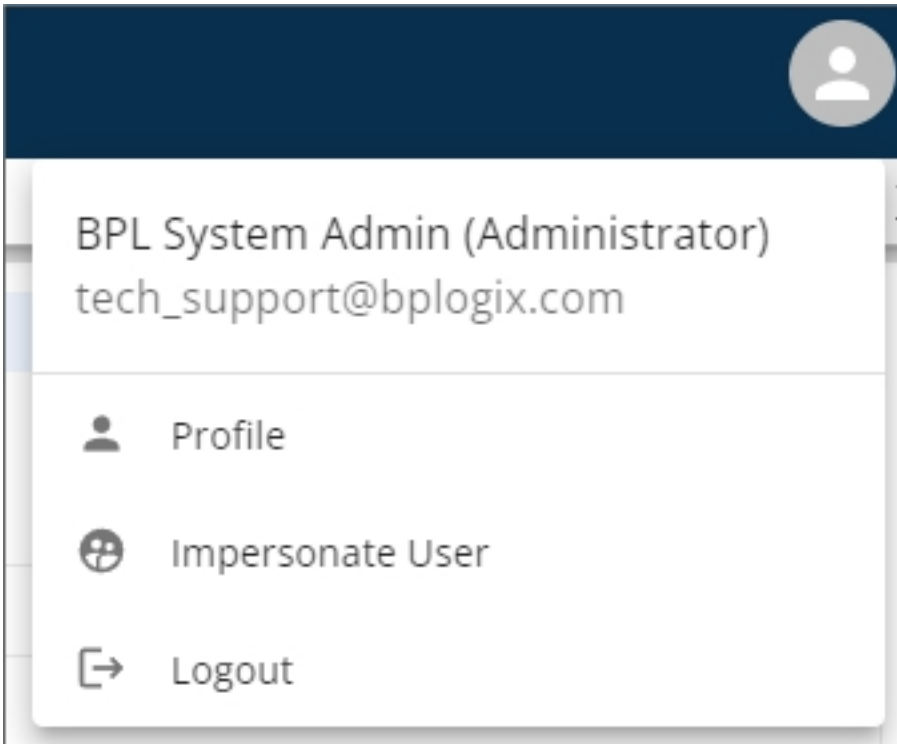 BPL System Admin (Administrator)
tech_support@bplogix.com
Profile
Impersonate User
Logout